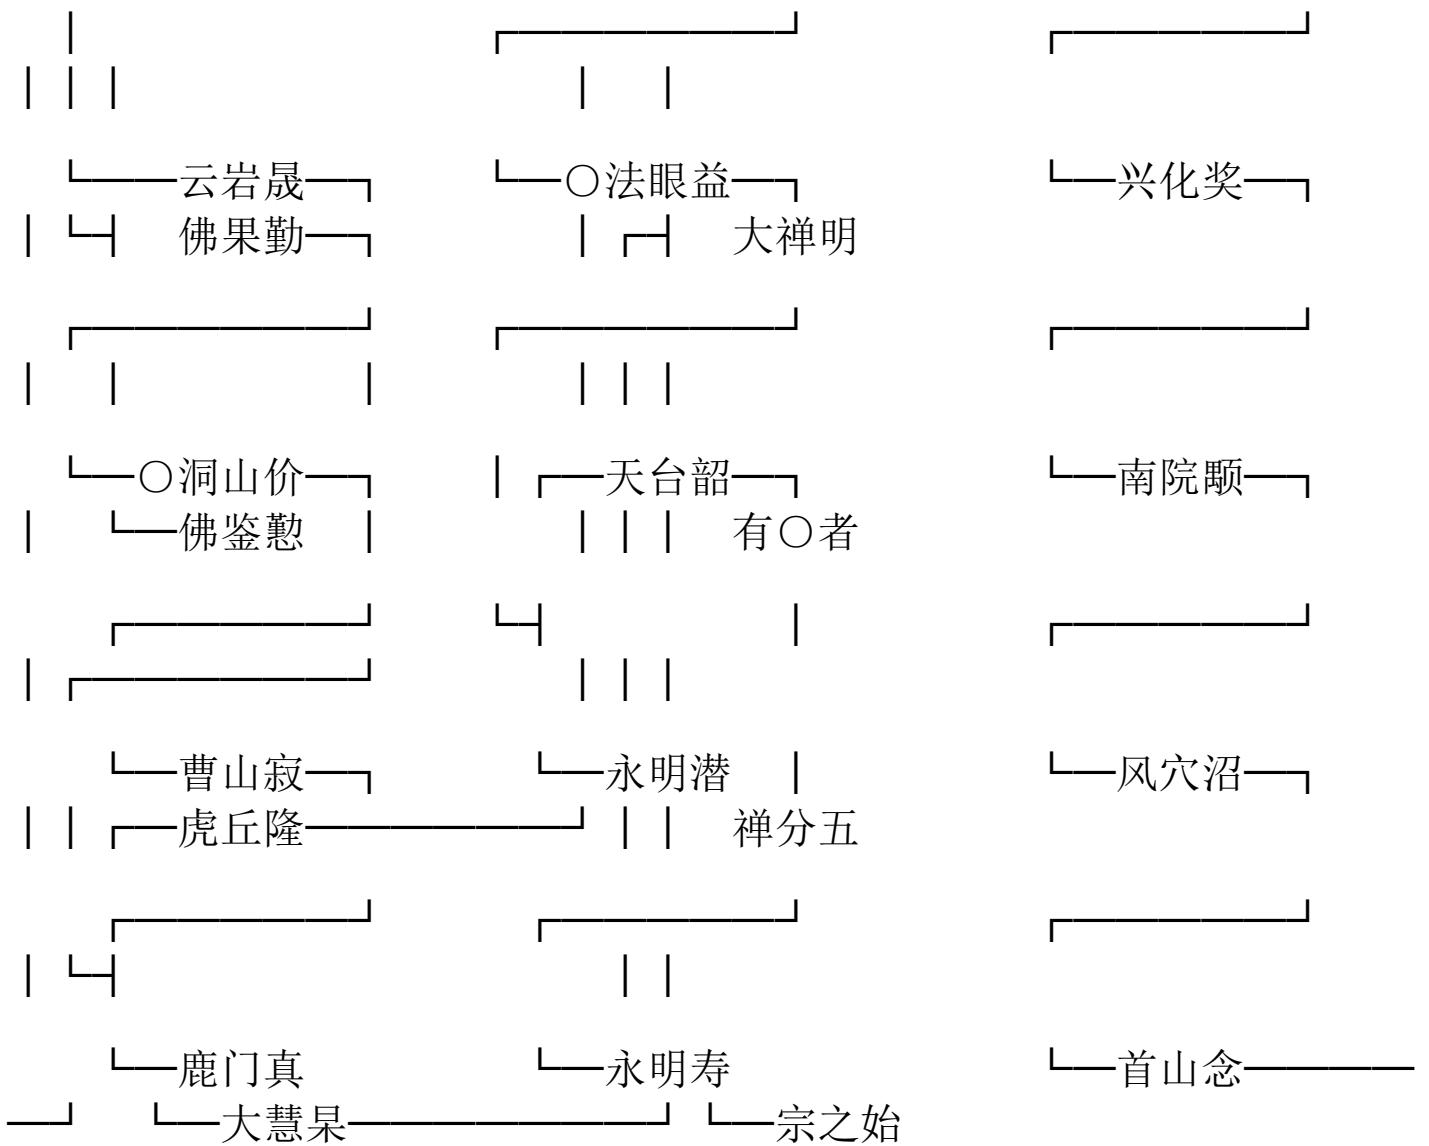 云岩晟 ○法眼益 兴化奖
佛果勤 大禅明
○洞山价 天台韶 南院颙
佛鉴懃 有○者
曹山寂 永明潜 风穴沼
虎丘隆 禅分五
鹿门真 永明寿 首山念
大慧杲 宗之始